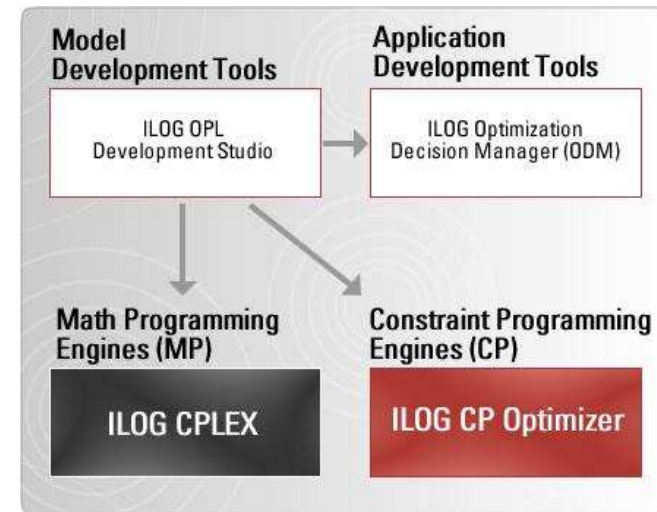 Model
Development Tools
ILOG OPL
Development Studio
Application
Development Tools
ILOG Optimization
Decision Manager (ODM)
Math Programming
Engines (MP)
ILOG CPLEX
Constraint Programming
Engines (CP)
ILOG CP Optimizer